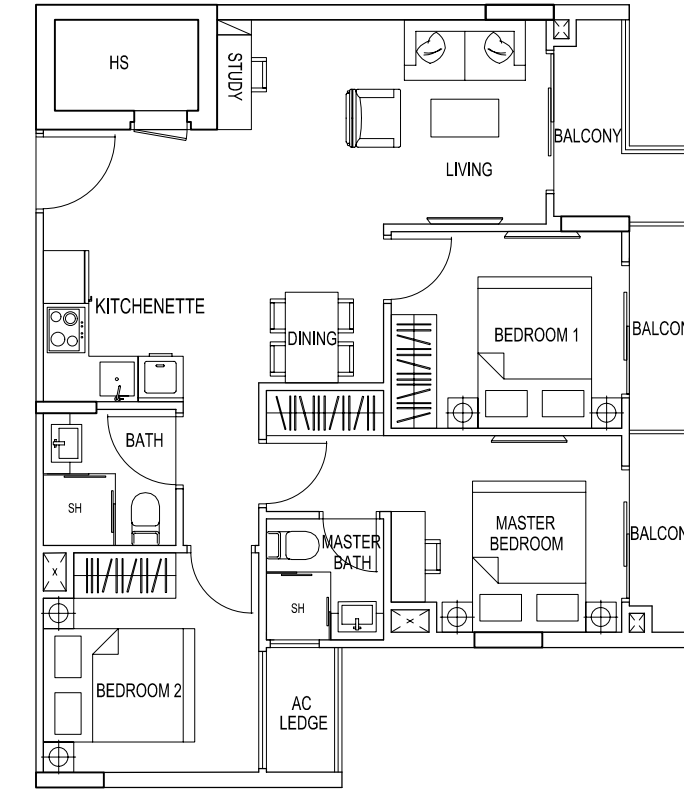 HS
STUDY
BALCONY
LIVING
KITCHENETTE
DINING
BEDROOM 1
BALCON
BATH
SH
MASTER
BATH
MASTER
BEDROOM
BALCON
X
X
SH
BEDROOM 2
AC
LEDGE